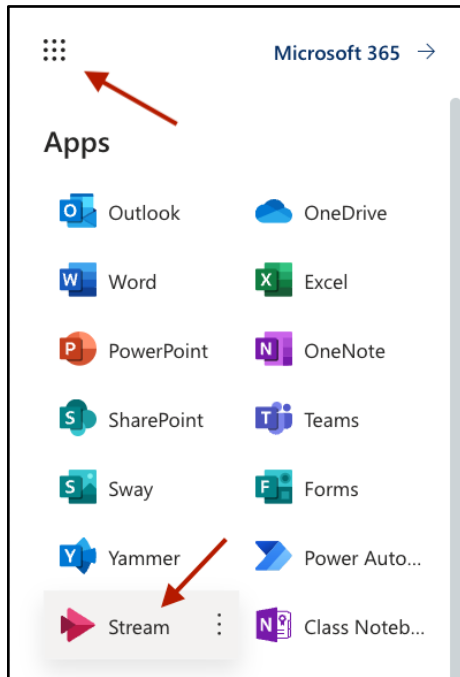 Microsoft 365 →
Apps
Outlook OneDrive
Word Excel
PowerPoint OneNote
SharePoint Teams
Sway Forms
Yammer Power Auto...
Stream Class Noteb...